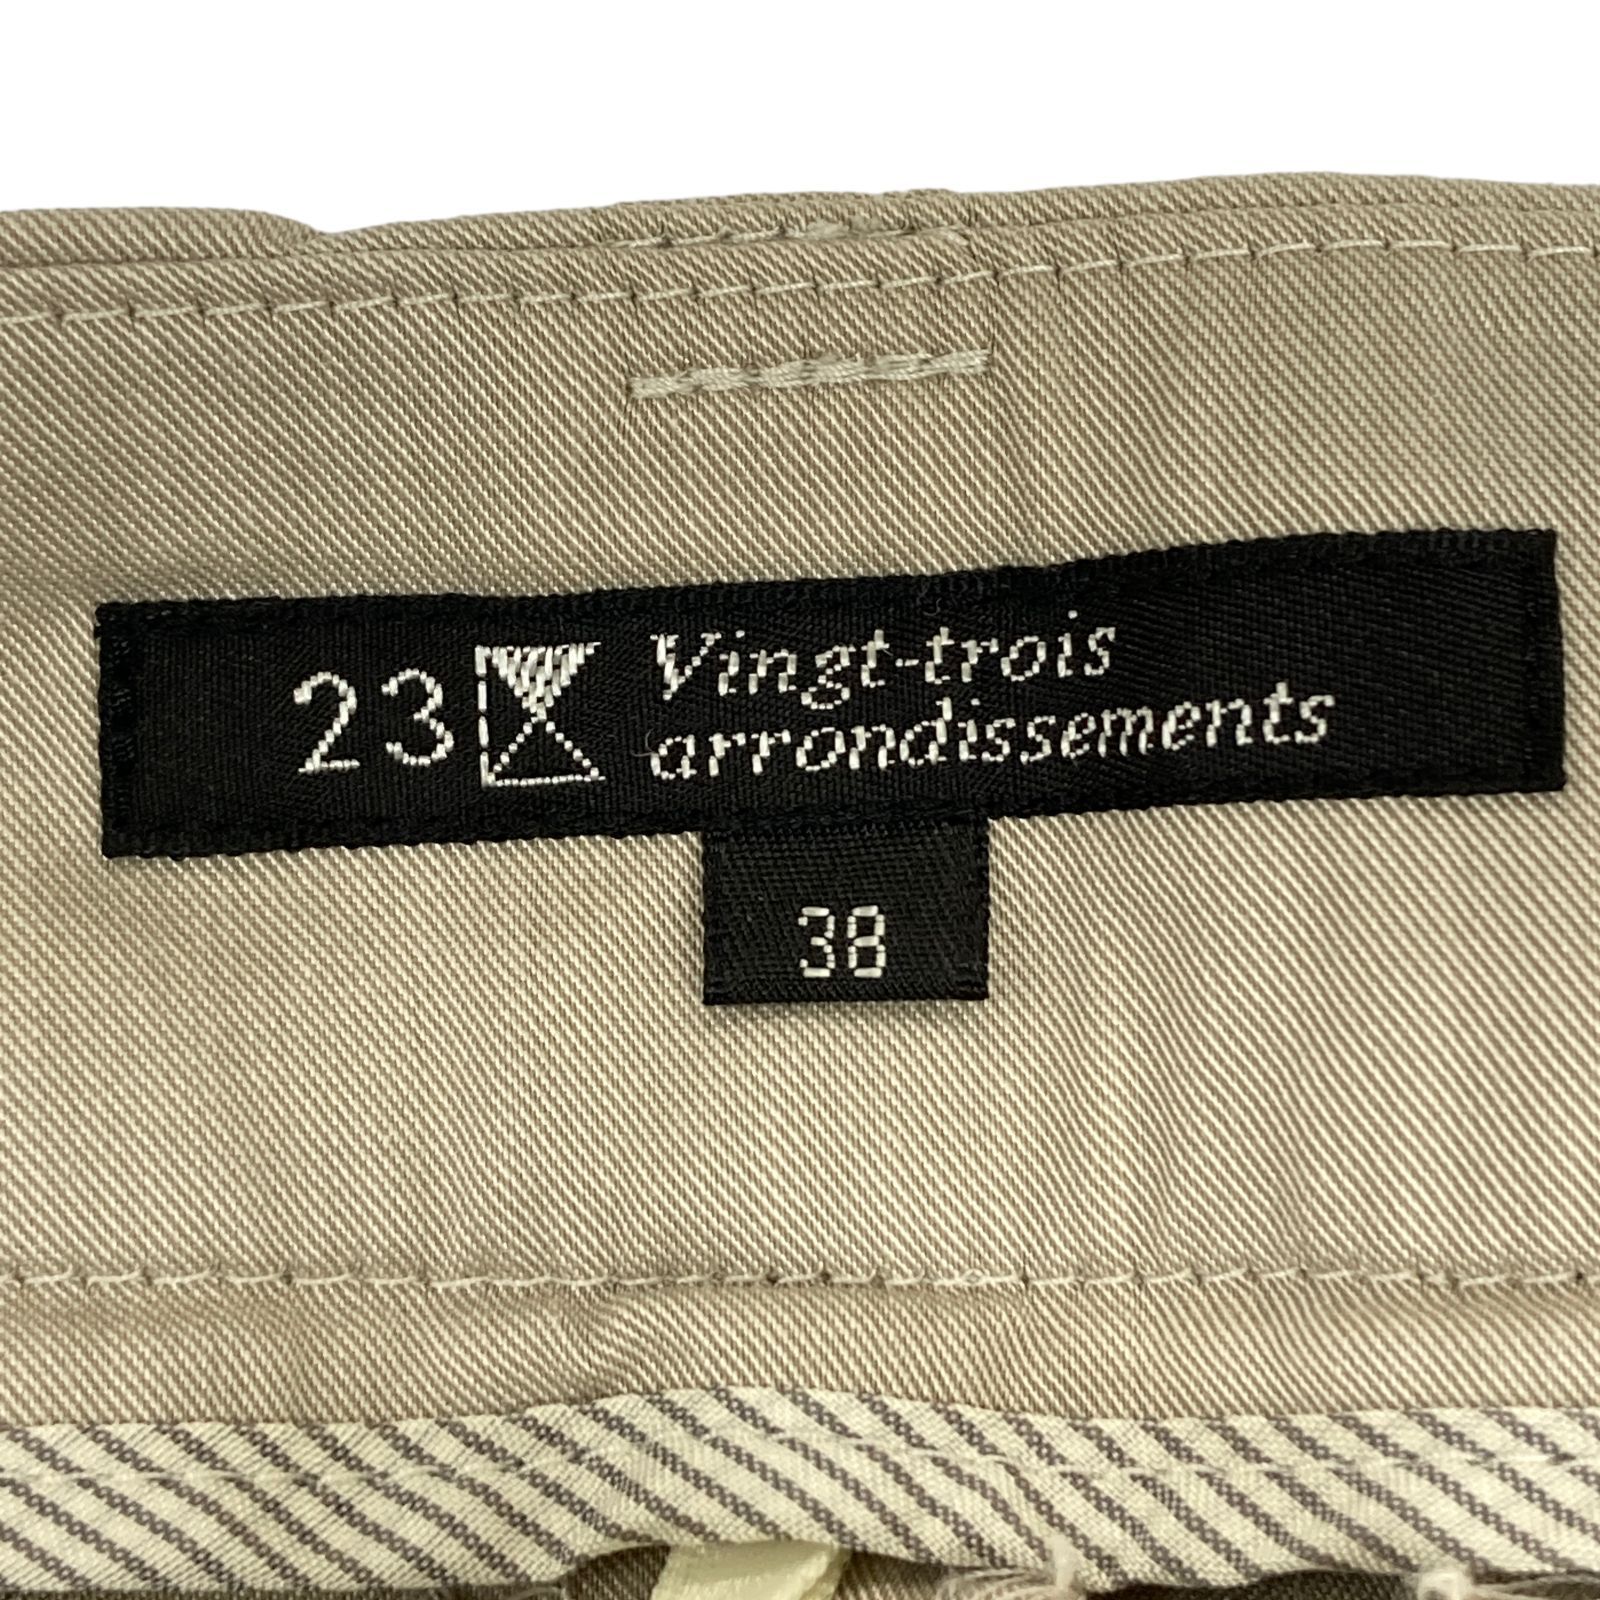 23 Vingt-trois
arrondissements
38